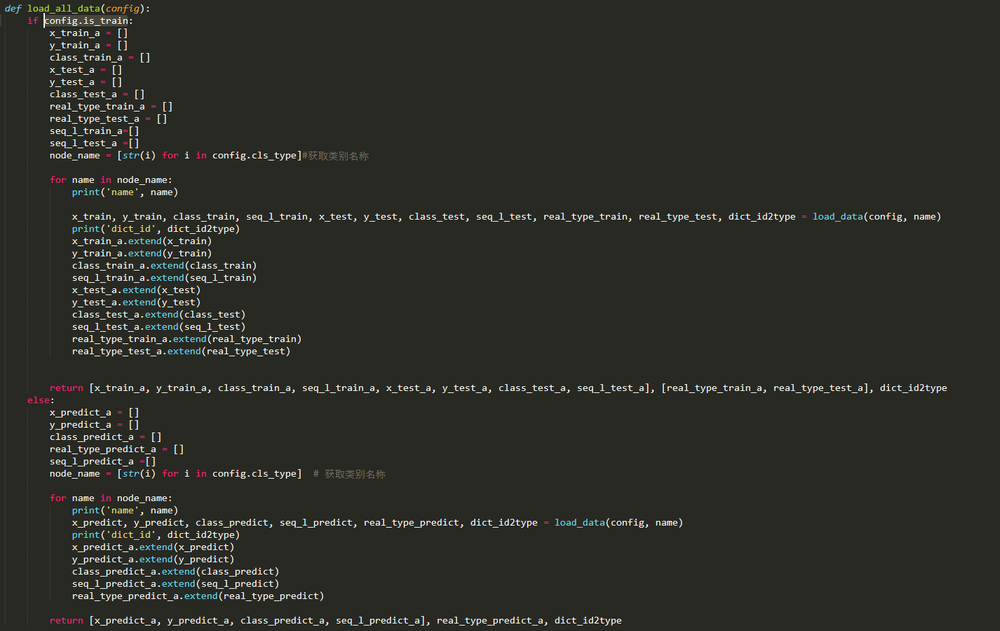 def load_all_data(config):
    if config.is_train:
        x_train_a = []
        y_train_a = []
        class_train_a = []
        x_test_a = []
        y_test_a = []
        class_test_a = []
        real_type_train_a = []
        real_type_test_a = []
        seq_l_train_a=[]
        seq_l_test_a =[]
        node_name = [str(i) for i in config.cls_type]#获取类别名称
        for name in node_name:
            print('name', name)
            x_train, y_train, class_train, seq_l_train, x_test, y_test, class_test, seq_l_test, real_type_train, real_type_test, dict_id2type = load_data(config, name)
            print('dict_id', dict_id2type)
            x_train_a.extend(x_train)
            y_train_a.extend(y_train)
            class_train_a.extend(class_train)
            seq_l_train_a.extend(seq_l_train)
            x_test_a.extend(x_test)
            y_test_a.extend(y_test)
            class_test_a.extend(class_test)
            seq_l_test_a.extend(seq_l_test)
            real_type_train_a.extend(real_type_train)
            real_type_test_a.extend(real_type_test)
        return [x_train_a, y_train_a, class_train_a, seq_l_train_a, x_test_a, y_test_a, class_test_a, seq_l_test_a], [real_type_train_a, real_type_test_a], dict_id2type
    else:
        x_predict_a = []
        y_predict_a = []
        class_predict_a = []
        real_type_predict_a = []
        seq_l_predict_a =[]
        node_name = [str(i) for i in config.cls_type]  # 获取类别名称
        for name in node_name:
            print('name', name)
            x_predict, y_predict, class_predict, seq_l_predict, real_type_predict, dict_id2type = load_data(config, name)
            print('dict_id', dict_id2type)
            x_predict_a.extend(x_predict)
            y_predict_a.extend(y_predict)
            class_predict_a.extend(class_predict)
            seq_l_predict_a.extend(seq_l_predict)
            real_type_predict_a.extend(real_type_predict)
        return [x_predict_a, y_predict_a, class_predict_a, seq_l_predict_a], real_type_predict_a, dict_id2type